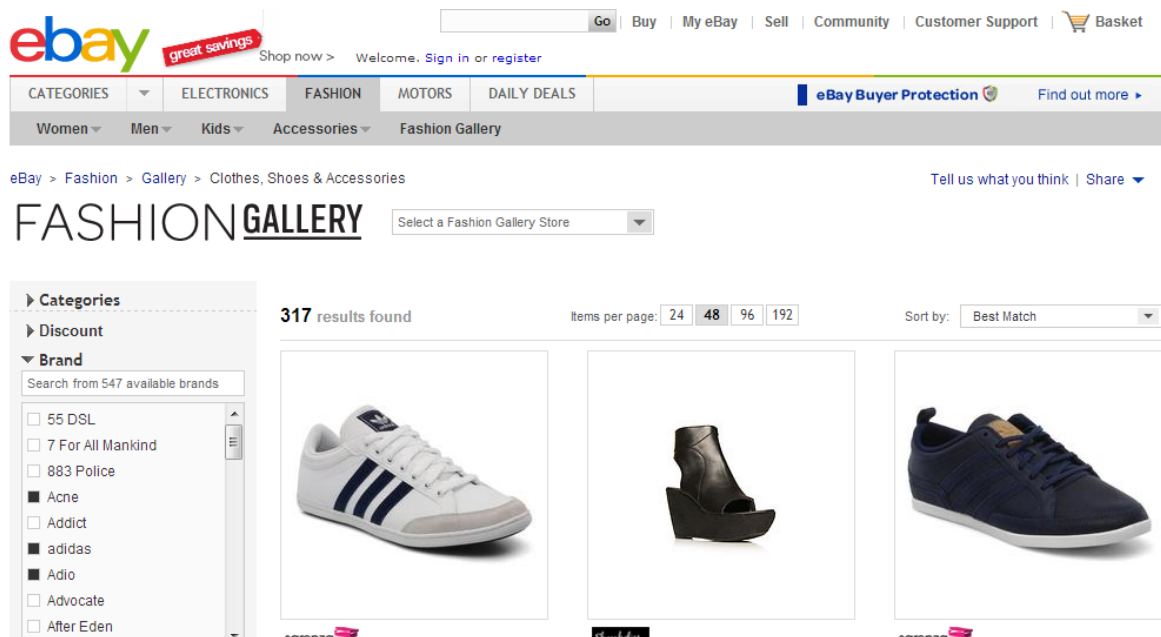 ebay
great savings
Shop now >
Welcome. Sign in or register
Go
Buy | My eBay | Sell | Community | Customer Support | Basket
CATEGORIES
ELECTRONICS
FASHION
MOTORS
DAILY DEALS
eBay Buyer Protection
Find out more
Women
Men
Kids
Accessories
Fashion Gallery
eBay > Fashion > Gallery > Clothes, Shoes & Accessories
Tell us what you think | Share
FASHION GALLERY
Select a Fashion Gallery Store
Categories
Discount
Brand
Search from 547 available brands
55 DSL
7 For All Mankind
883 Police
Acne
Addict
adidas
Adio
Advocate
After Eden
317 results found
Items per page: 24 48 96 192
Sort by: Best Match